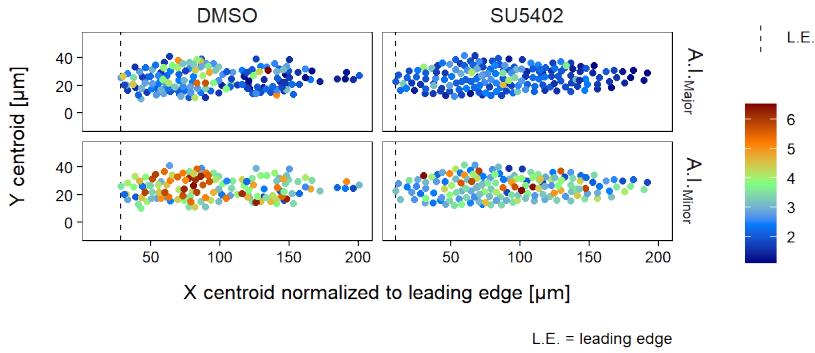 DMSO SU5402
L.E.
40
20
0
A.I.Major
Y centroid [µm]
6
5
4
3
2
40
20
0
A.I.Minor
50 100 150 200 50 100 150 200
X centroid normalized to leading edge [µm]
L.E. = leading edge